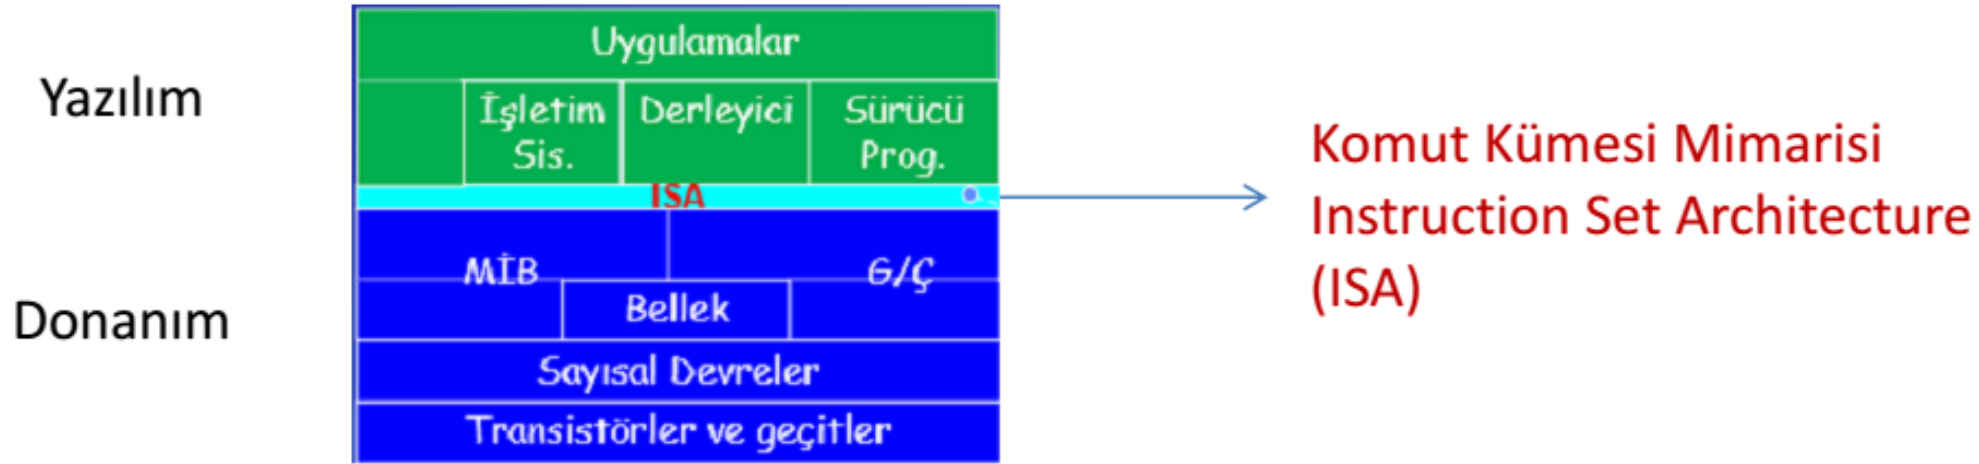 Yazılım
Donanım
Uygulamalar
İşletim
Sis.
Derleyici
Sürücü
Prog.
ISA
MİB
G/Ç
Bellek
Sayısal Devreler
Transistörler ve geçitler
Komut Kümesi Mimarisi
Instruction Set Architecture
(ISA)